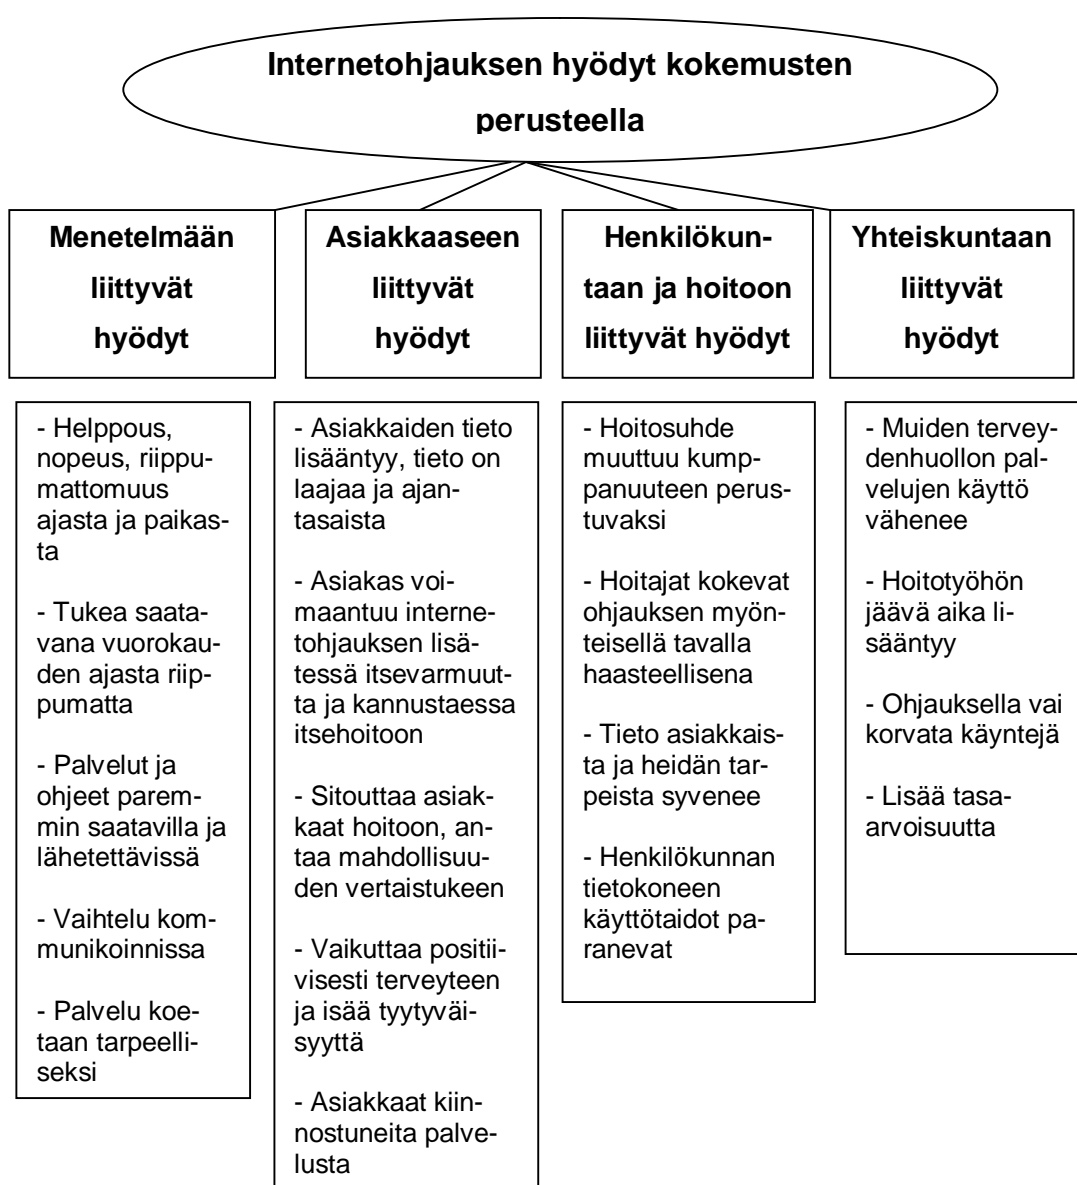 Internetohjauksen hyödyt kokemusten
perusteella
Menetelmään
liittyvät
hyödyt
Asiakkaaseen
liittyvät
hyödyt
Henkilökun-
taan ja hoitoon
liittyvät hyödyt
Yhteiskuntaan
liittyvät
hyödyt
- Helppous,
nopeus, riippu-
mattomuus
ajasta ja paikas-
ta
- Tukea saata-
vana vuorokau-
den ajasta riip-
pumatta
- Palvelut ja
ohjeet parem-
min saatavilla ja
lähetettävissä
- Vaihtelu kom-
munikoinnissa
- Palvelu koe-
taan tarpeelli-
seksi
- Asiakkaiden tieto
lisääntyy, tieto on
laajaa ja ajan-
tasaista
- Asiakas voi-
maantuu interne-
tohjauksen lisä-
tessä itsevarmuut-
ta ja kannustaessa
itsehoitoon
- Sitouttaa asiak-
kaat hoitoon, an-
taa mahdollisuu-
den vertaistukeen
- Vaikuttaa positii-
visesti terveyteen
ja isää tyytyväi-
syyttä
- Asiakkaat kiin-
nostuneita palve-
lusta
- Hoitosuhde
muuttuu kump-
panuuteen perus-
tuvaksi
- Hoitajat kokevat
ohjauksen myön-
teisellä tavalla
haasteellisena
- Tieto asiakkais-
ta ja heidän tar-
peista syvenee
- Henkilökunnan
tietokoneen
käyttötaidot pa-
ranevat
- Muiden tervey-
denhuollon pal-
velujen käyttö
vähenee
- Hoitotyöhön
jäävä aika li-
sääntyy
- Ohjauksella vai
korvata käyntejä
- Lisää tasa-
arvoisuutta